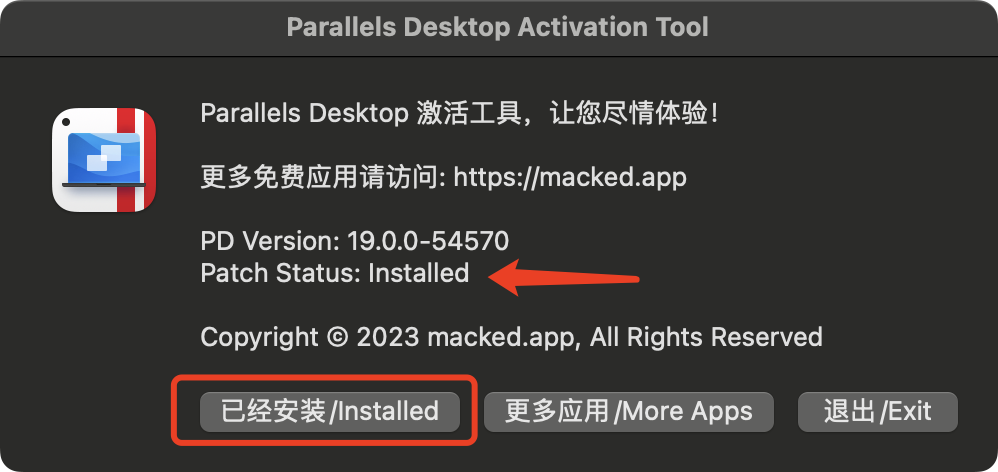 Parallels Desktop Activation Tool
Parallels Desktop 激活工具，让您尽情体验！
更多免费应用请访问: https://macked.app
PD Version: 19.0.0-54570
Patch Status: Installed
Copyright © 2023 macked.app, All Rights Reserved
已经安装/Installed
更多应用/More Apps
退出/Exit